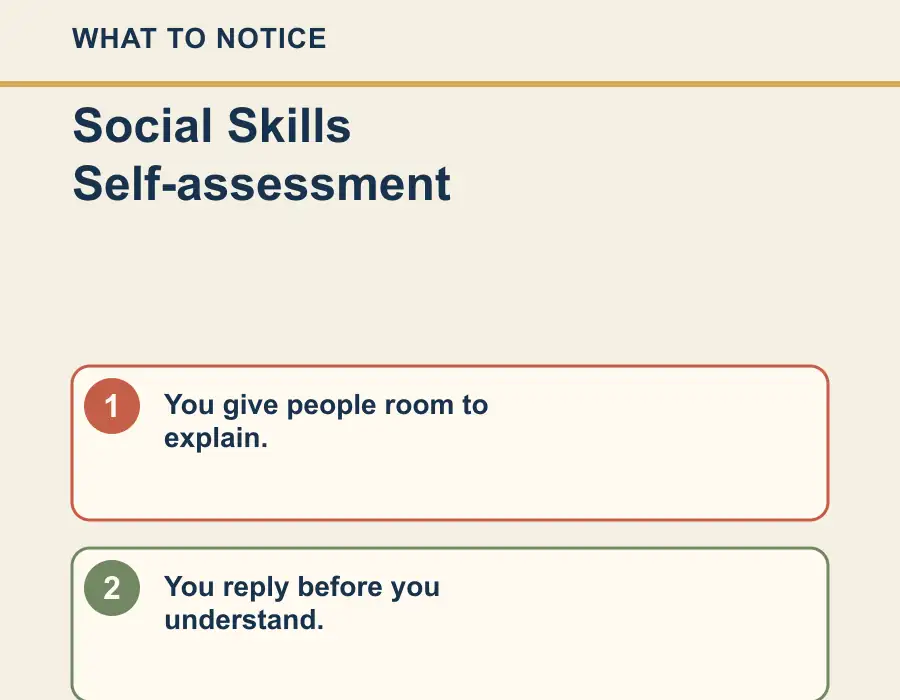 WHAT TO NOTICE
Social Skills
Self-assessment
1
You give people room to
explain.
2
You reply before you
understand.